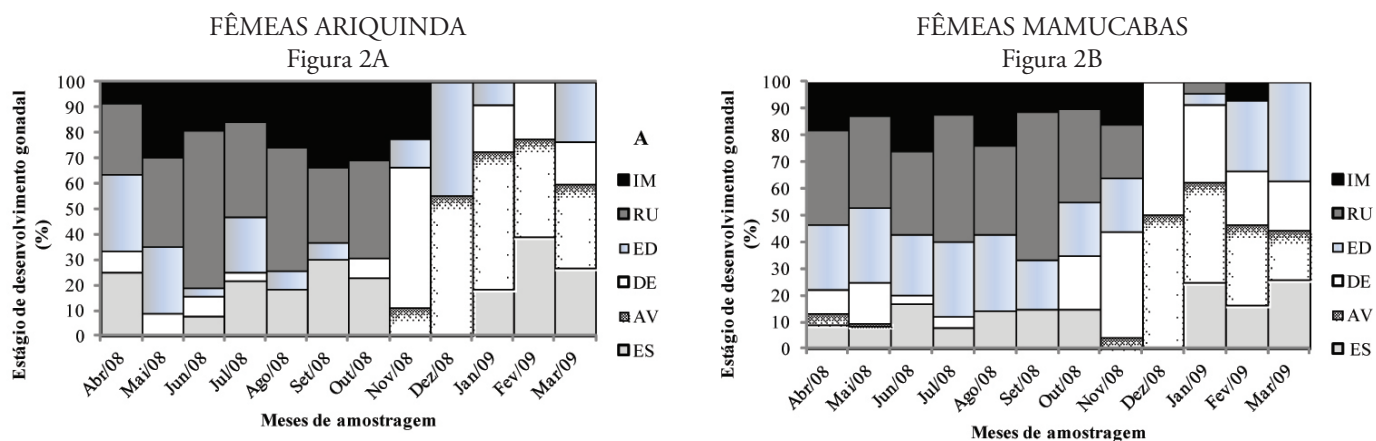 FÊMEAS ARIQUINDA
Figura 2A
Estágio de desenvolvimento gonadal
(%)
100
90
80
70
60
50
40
30
20
10
0
Abr/08
Mai/08
Jun/08
Jul/08
Ago/08
Set/08
Out/08
Nov/08
Dez/08
Jan/09
Fev/09
Mar/09
Meses de amostragem
A
IM
RU
ED
DE
AV
ES
FÊMEAS MAMUCABAS
Figura 2B
Estágio de desenvolvimento gonadal
(%)
100
90
80
70
60
50
40
30
20
10
0
Abr/08
Mai/08
Jun/08
Jul/08
Ago/08
Set/08
Out/08
Nov/08
Dez/08
Jan/09
Fev/09
Mar/09
Meses de amostragem
IM
RU
ED
DE
AV
ES